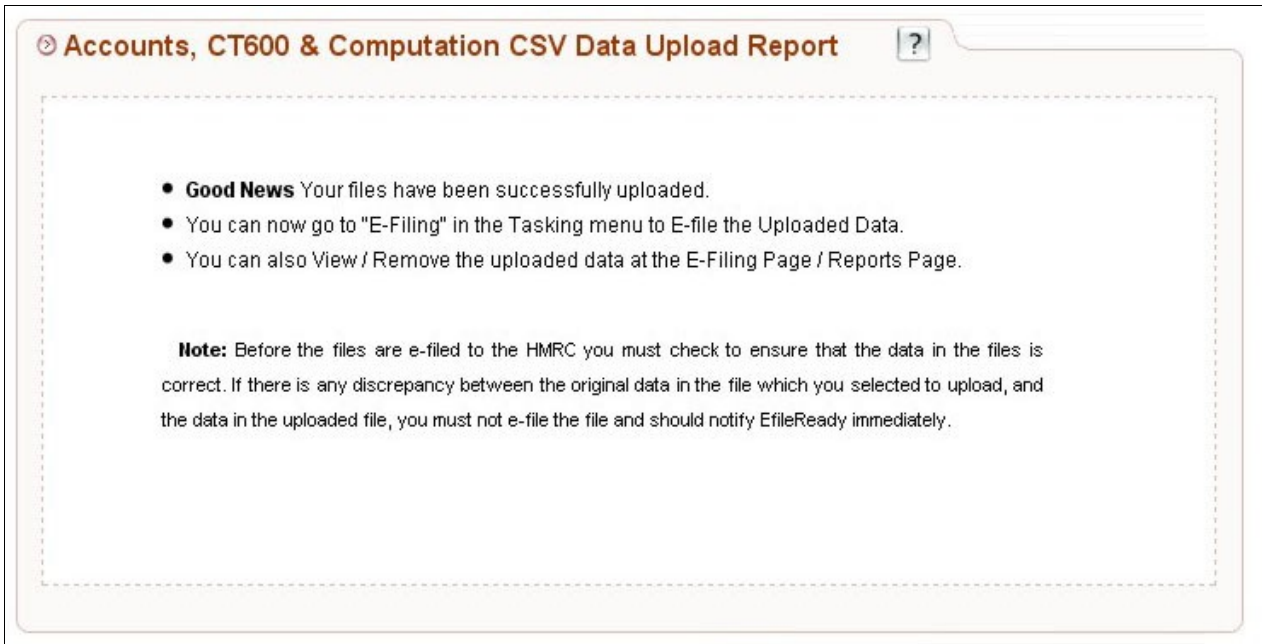 Accounts, CT600 & Computation CSV Data Upload Report ?
• Good News Your files have been successfully uploaded.
• You can now go to "E-Filing" in the Tasking menu to E-file the Uploaded Data.
• You can also View / Remove the uploaded data at the E-Filing Page / Reports Page.
Note: Before the files are e-filed to the HMRC you must check to ensure that the data in the files is
correct. If there is any discrepancy between the original data in the file which you selected to upload, and
the data in the uploaded file, you must not e-file the file and should notify EfileReady immediately.